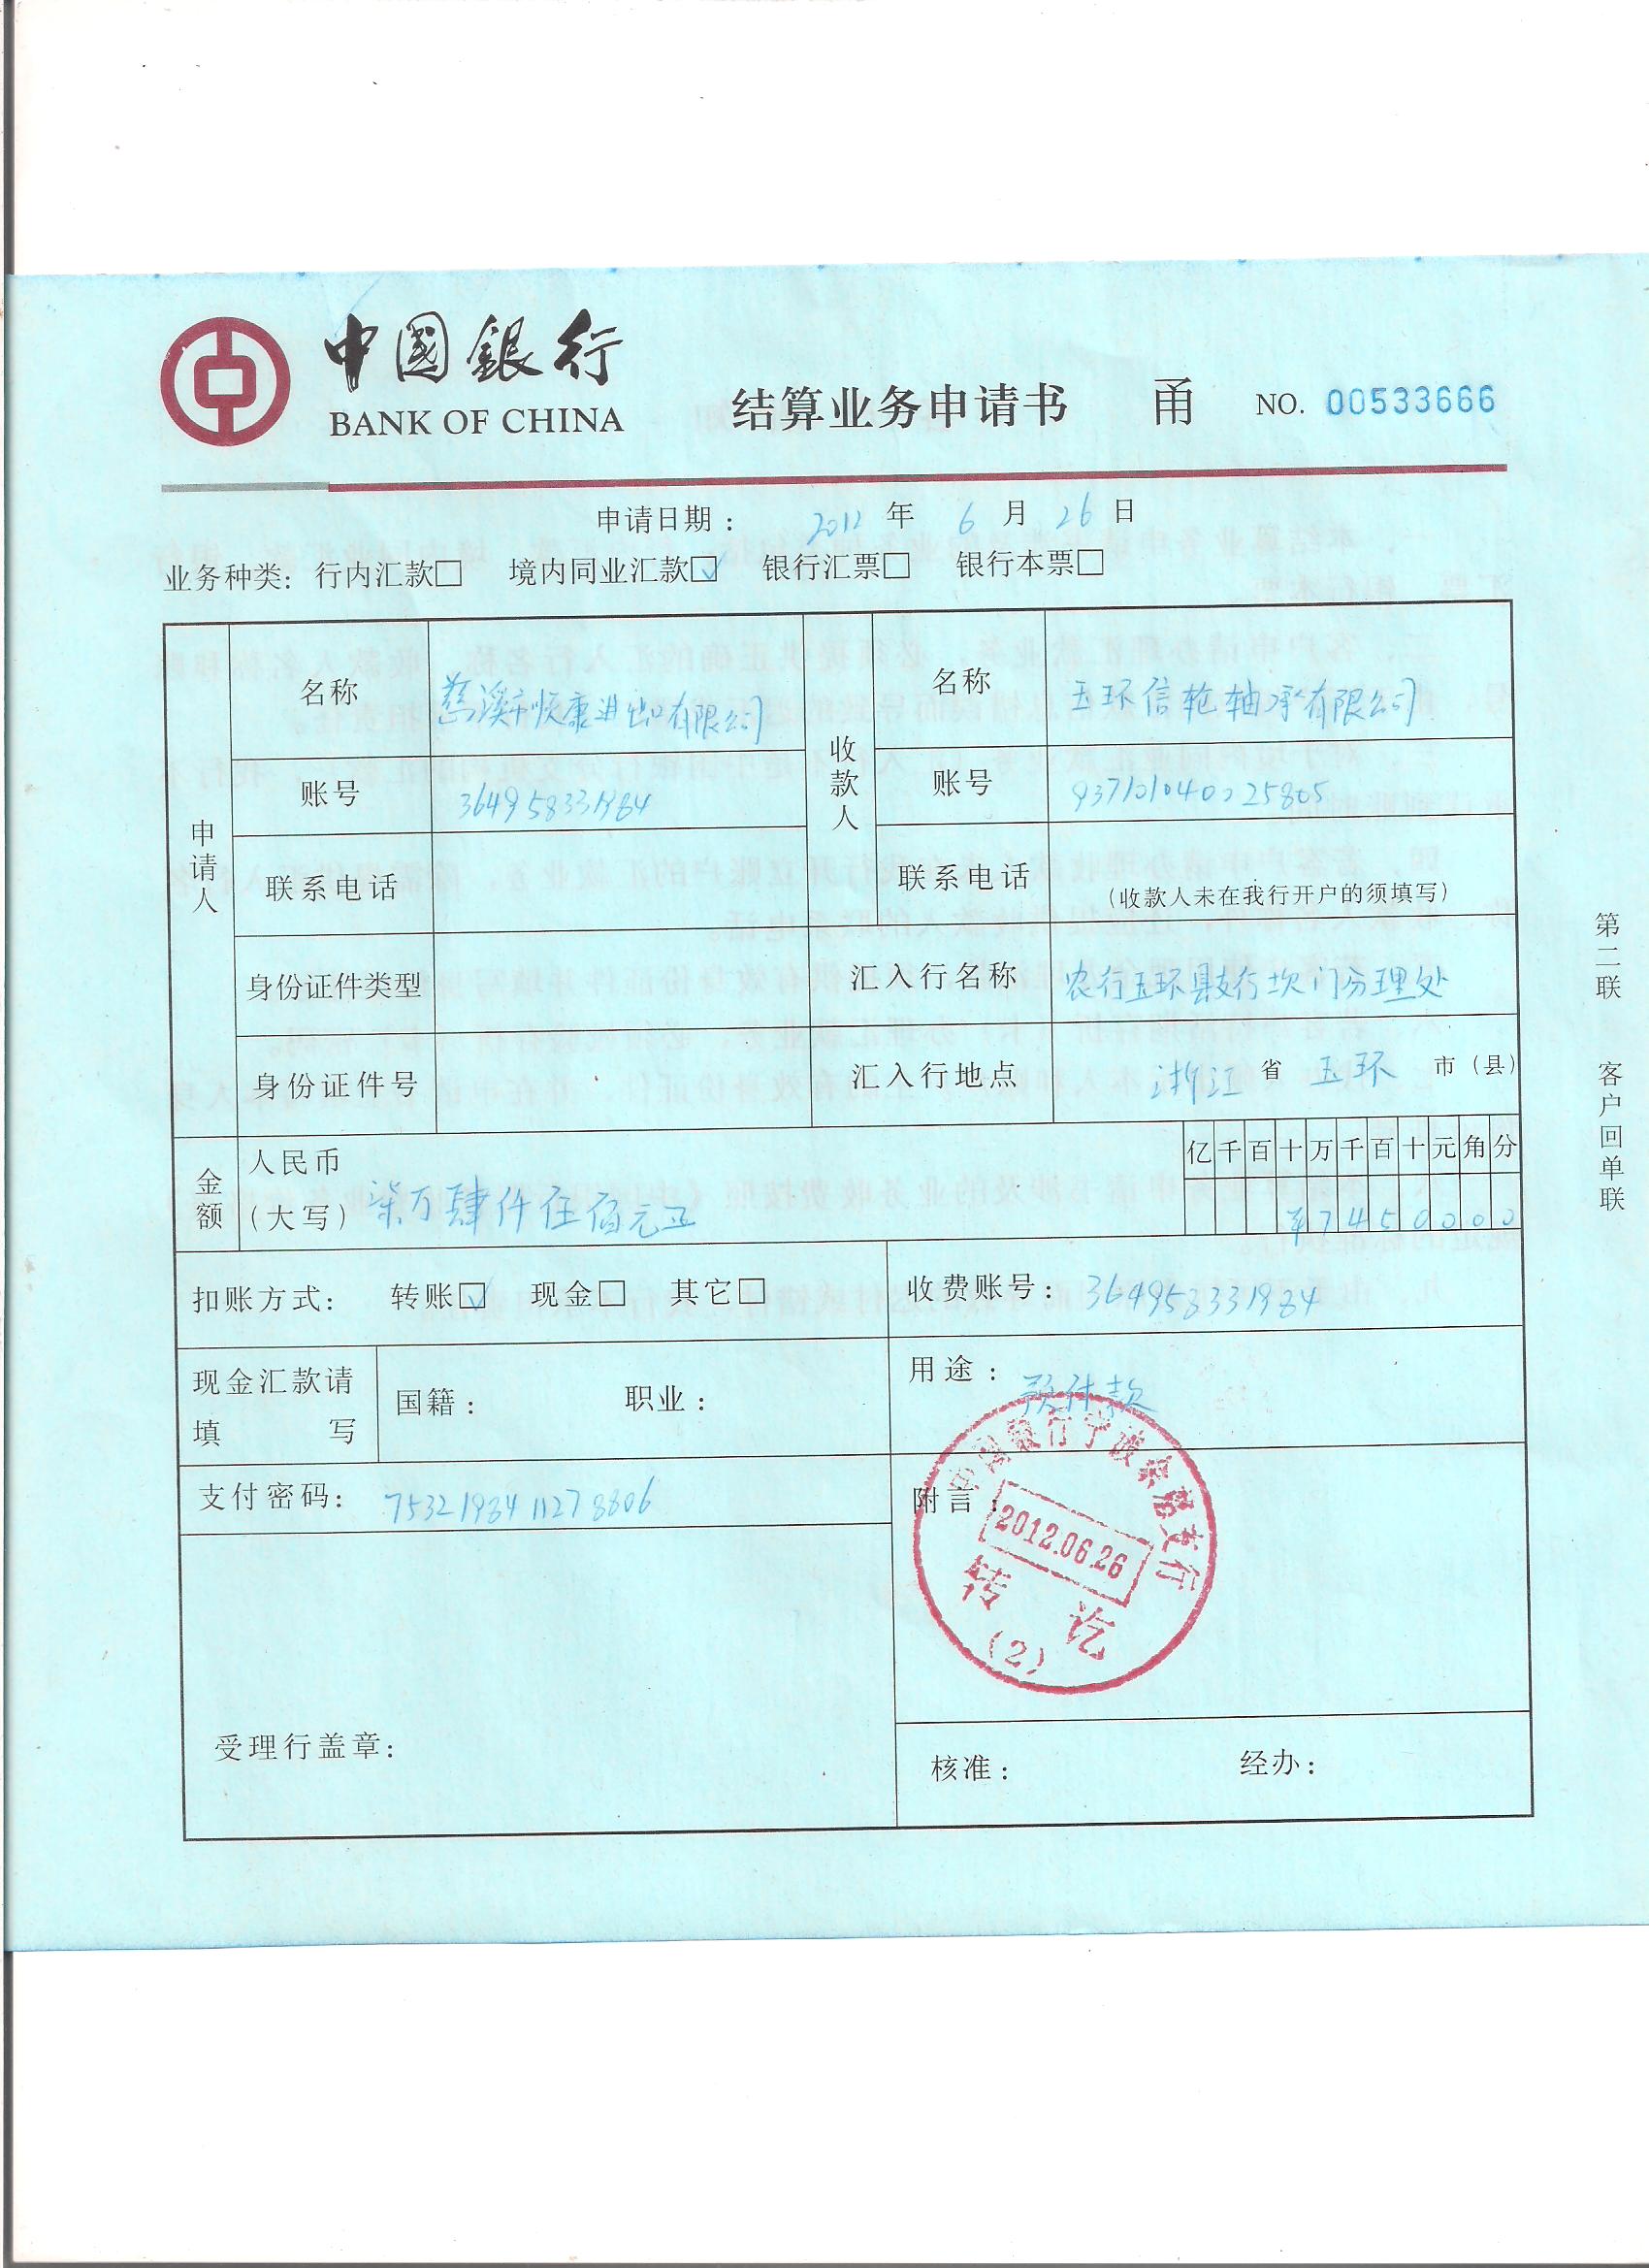 中國銀行
BANK OF CHINA
结算业务申请书 甬 NO. 00533666
申请日期： 2012 年 6 月 26 日
业务种类： 行内汇款□ 境内同业汇款☑ 银行汇票□ 银行本票□
申请人
名称 慈溪市顺康进出口有限公司
账号 364958331984
联系电话
身份证件类型
身份证件号
收款人
名称 玉环信轮轴承有限公司
账号
联系电话 (收款人未在我行开户的须填写)
汇入行名称 农行玉环县支行坎门分理处
汇入行地点 浙江 省 玉环 市（县）
金额
人民币
（大写） 柒万肆仟伍佰元正
亿 千 百 十 万 千 百 十 元 角 分
¥ 7 4 5 0 0 0 0
扣账方式： 转账☑ 现金□ 其它□
收费账号： 364958331984
现金汇款请
填 写
国籍： 职业：
用途： 预付款
支付密码： 7532198411278806
附言：
中国银行宁波余慈支行
2012.06.26
转 讫
(2)
受理行盖章：
核准： 经办：
第二联 客户回单联